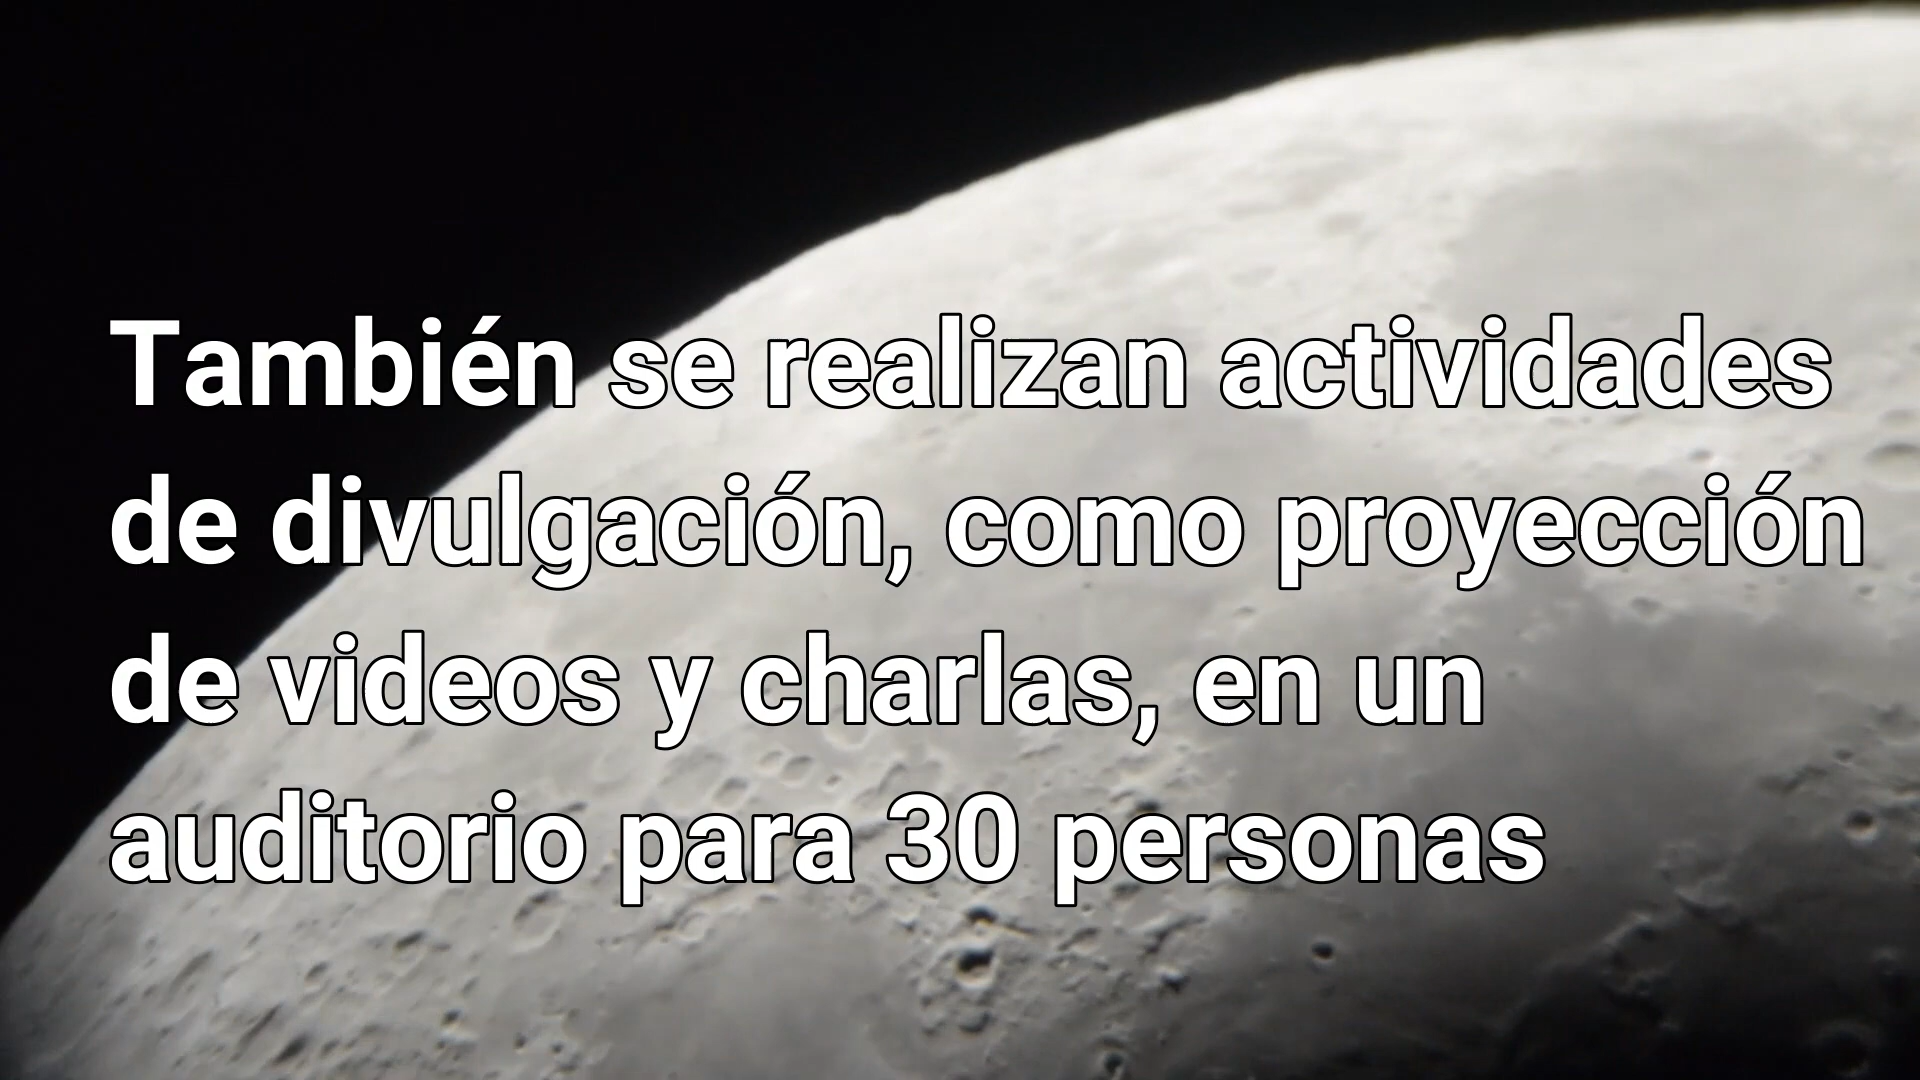 También se realizan actividades
de divulgación, como proyección
de videos y charlas, en un
auditorio para 30 personas